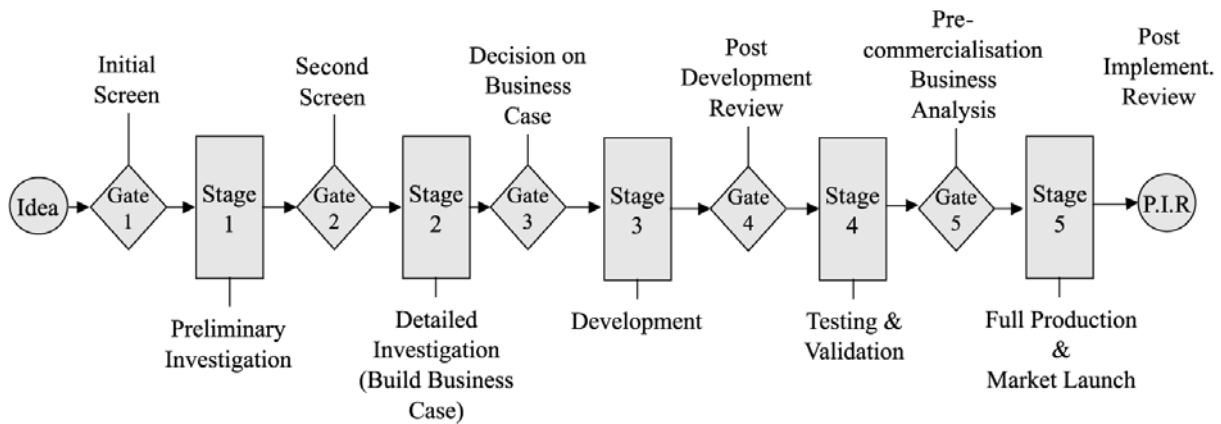 Initial
Screen
Second
Screen
Decision on
Business
Case
Post
Development
Review
Pre-
commercialisation
Business
Analysis
Post
Implement.
Review
Idea
Gate
1
Stage
1
Gate
2
Stage
2
Gate
3
Stage
3
Gate
4
Stage
4
Gate
5
Stage
5
P.I.R
Preliminary
Investigation
Detailed
Investigation
(Build Business
Case)
Development
Testing &
Validation
Full Production
&
Market Launch